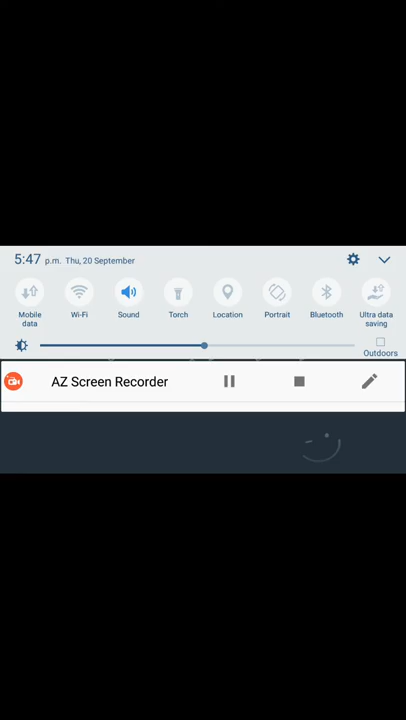 5:47 p.m. Thu, 20 September
Mobile data
Wi-Fi
Sound
Torch
Location
Portrait
Bluetooth
Ultra data saving
Outdoors
AZ Screen Recorder